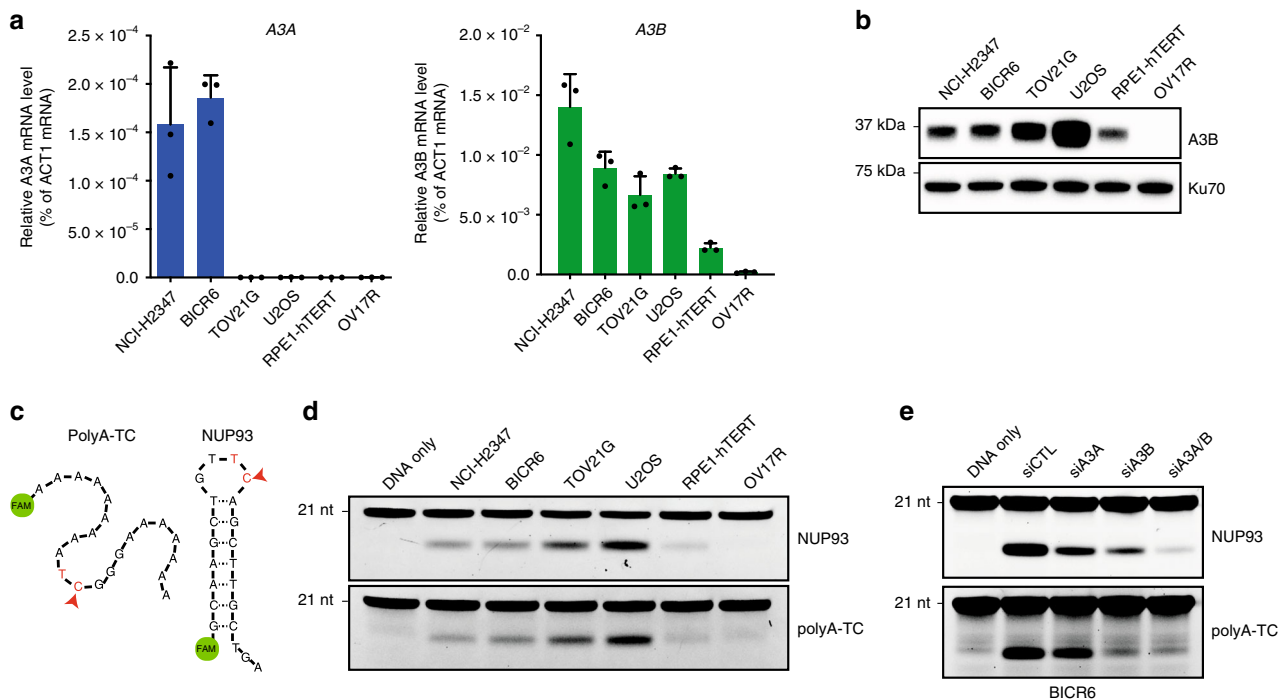 a
A3A
Relative A3A mRNA level
(% of ACT1 mRNA)
2.5×10⁻⁴
2.0×10⁻⁴
1.5×10⁻⁴
1.0×10⁻⁴
5.0×10⁻⁵
0.0
NCI-H2347
BICR6
TOV21G
U2OS
RPE1-hTERT
OV17R
A3B
Relative A3B mRNA level
(% of ACT1 mRNA)
2.0×10⁻²
1.5×10⁻²
1.0×10⁻²
5.0×10⁻³
0.0
NCI-H2347
BICR6
TOV21G
U2OS
RPE1-hTERT
OV17R
b
NCI-H2347
BICR6
TOV21G
U2OS
RPE1-hTERT
OV17R
37 kDa
A3B
75 kDa
Ku70
c
PolyA-TC
FAM
A A A A A A A A A T C G G G A A A A A A A A
NUP93
FAM
G C A A G C T G T T C A G C T T G C T G A
d
DNA only
NCI-H2347
BICR6
TOV21G
U2OS
RPE1-hTERT
OV17R
21 nt
NUP93
21 nt
polyA-TC
e
DNA only
siCTL
siA3A
siA3B
siA3A/B
21 nt
NUP93
21 nt
polyA-TC
BICR6